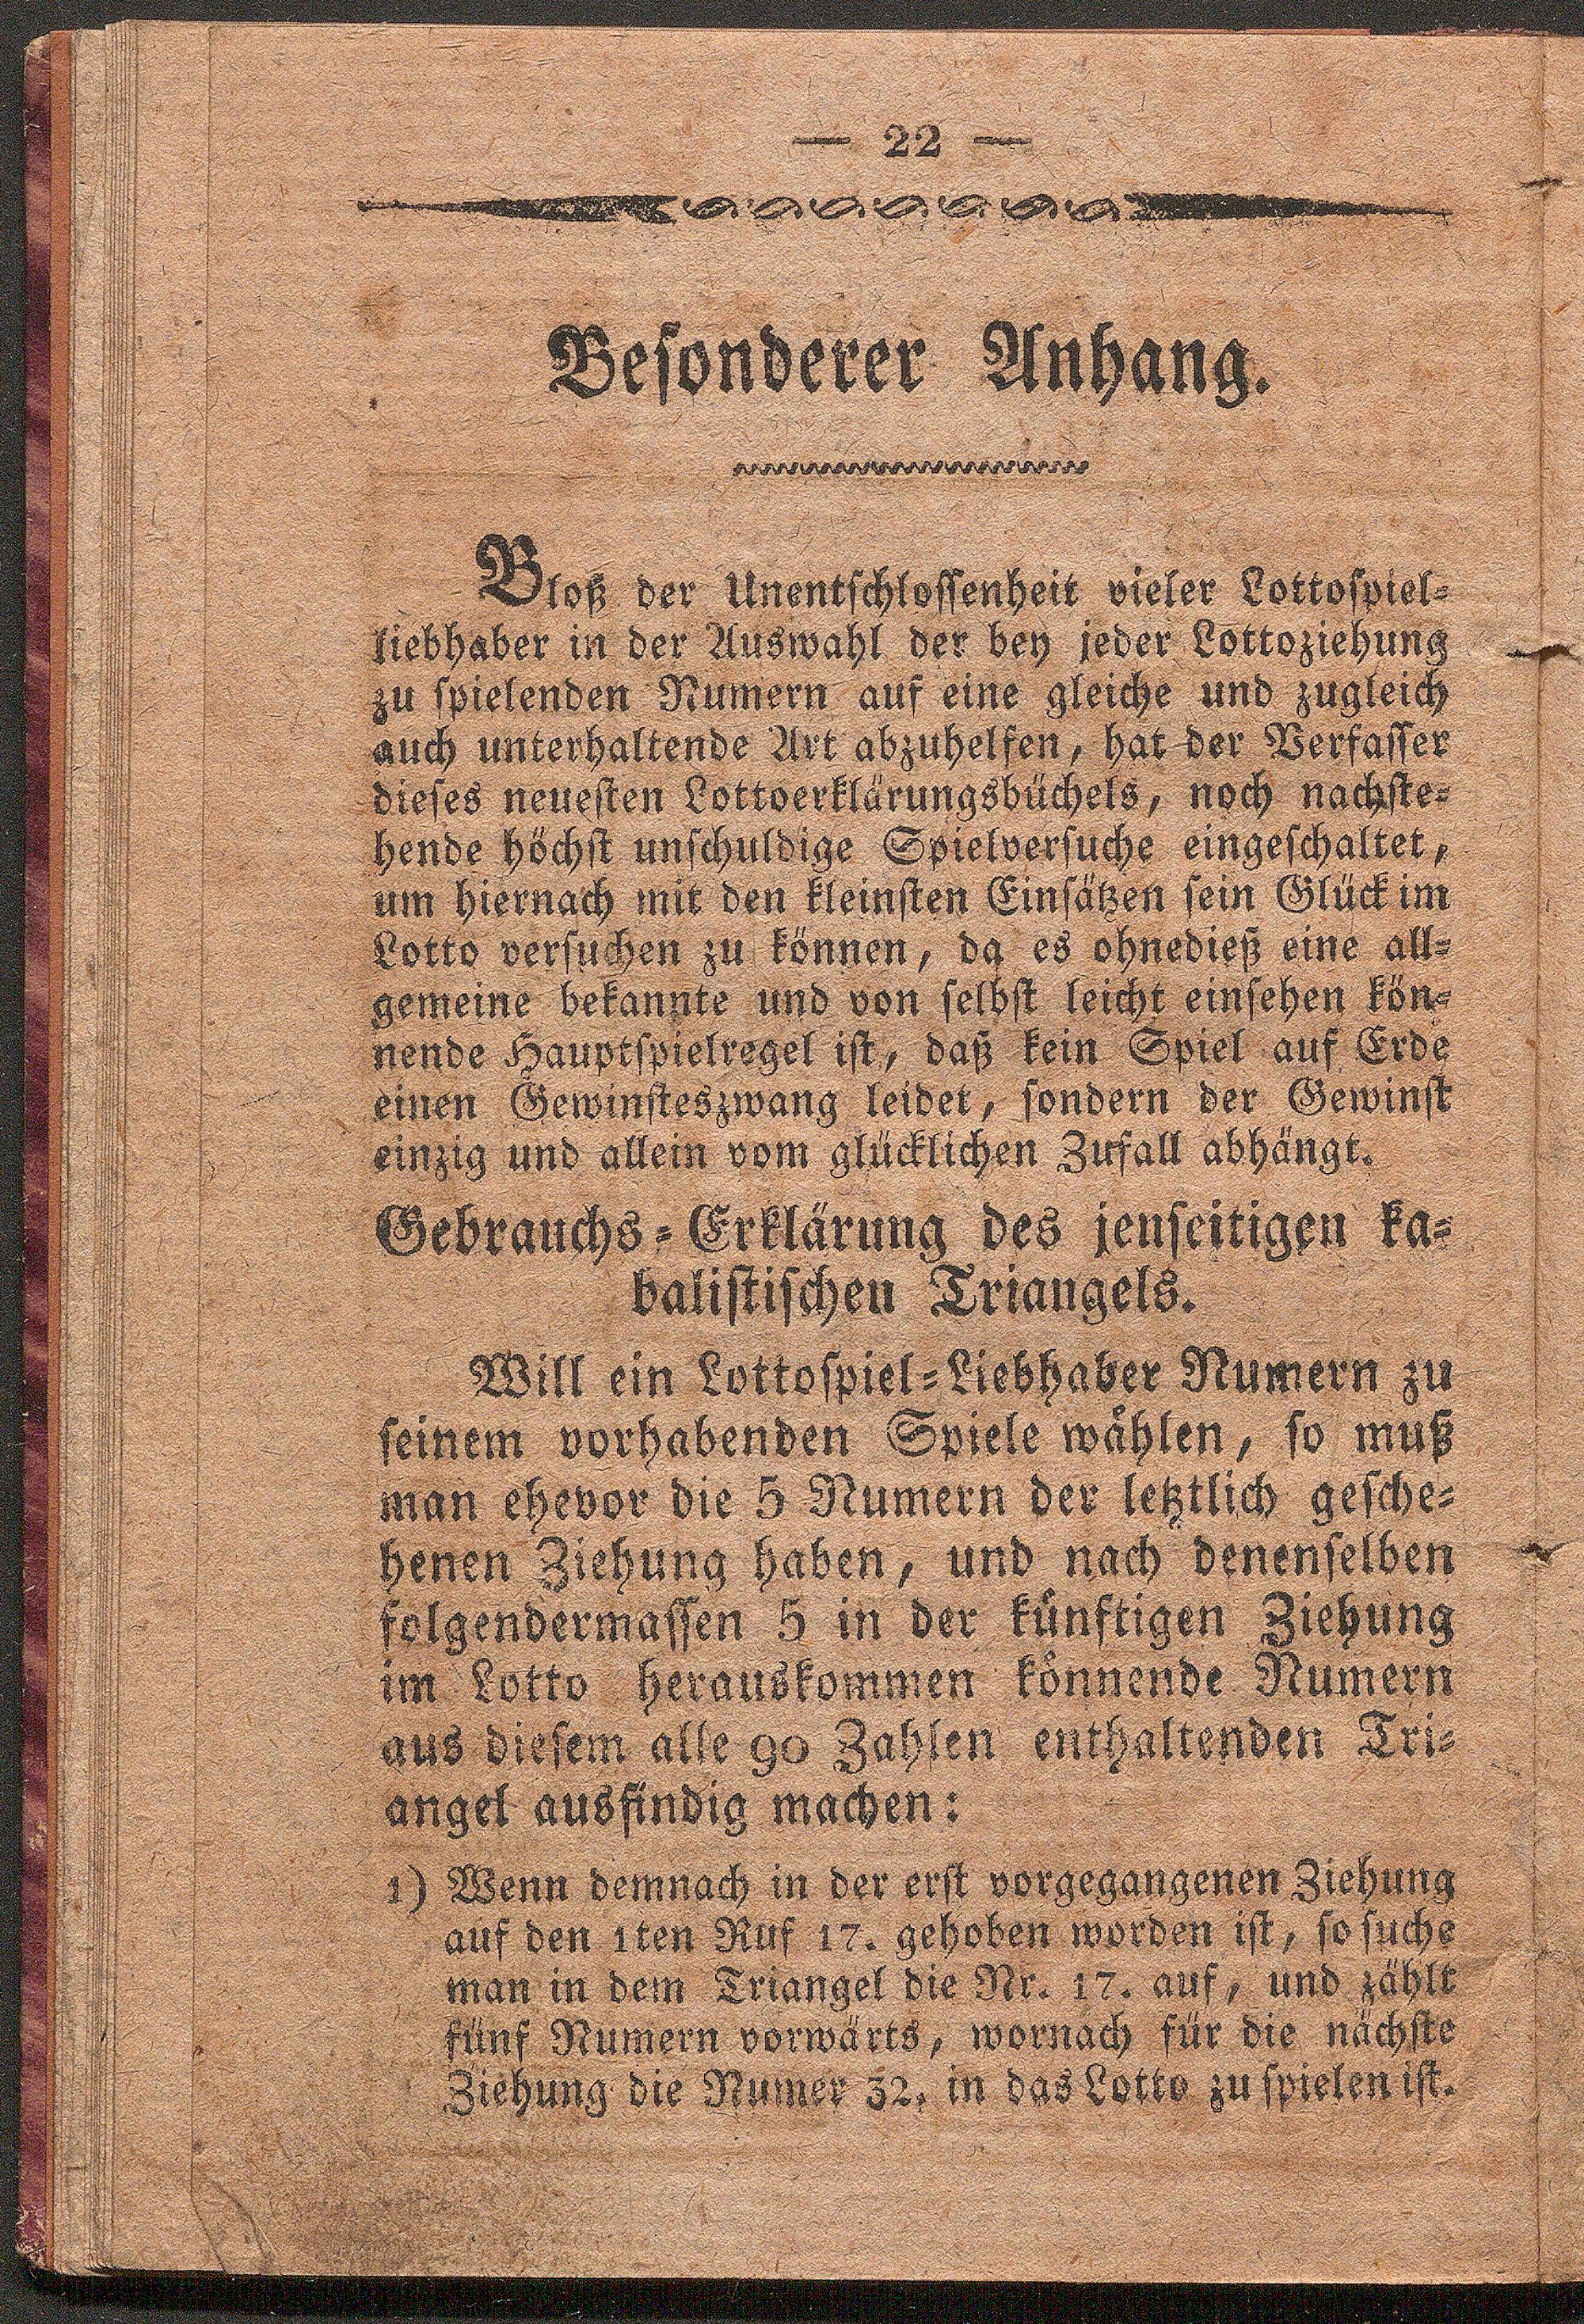 — 22 —
Besonderer Anhang.
Bloß der Unentschlossenheit vieler Lottospiel-
liebhaber in der Auswahl der bey jeder Lottoziehung
zu spielenden Numern auf eine gleiche und zugleich
auch unterhaltende Art abzuhelfen, hat der Verfasser
dieses neuesten Lottoerklärungsbüchels, noch nachste-
hende höchst unschuldige Spielversuche eingeschaltet,
um hiernach mit den kleinsten Einsätzen sein Glück im
Lotto versuchen zu können, da es ohnedieß eine all-
gemeine bekannte und von selbst leicht einsehen kön-
nende Hauptspielregel ist, daß kein Spiel auf Erde
einen Gewinsteszwang leidet, sondern der Gewinst
einzig und allein vom glücklichen Zufall abhängt.
Gebrauchs-Erklärung des jenseitigen ka-
balistischen Triangels.
Will ein Lottospiel-Liebhaber Numern zu
seinem vorhabenden Spiele wählen, so muß
man ehevor die 5 Numern der letztlich gesche-
henen Ziehung haben, und nach denenselben
folgendermassen 5 in der künftigen Ziehung
im Lotto herauskommen könnende Numern
aus diesem alle 90 Zahlen enthaltenden Tri-
angel ausfindig machen:
1) Wenn demnach in der erst vorgegangenen Ziehung
auf den 1ten Ruf 17. gehoben worden ist, so suche
man in dem Triangel die Nr. 17. auf, und zählt
fünf Numern vorwärts, wornach für die nächste
Ziehung die Numer 32. in das Lotto zu spielen ist.